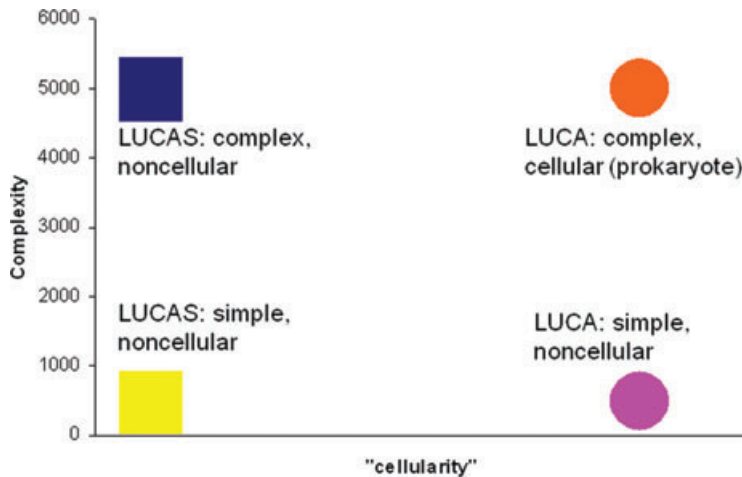 6000
5000
LUCAS: complex,
noncellular
LUCA: complex,
cellular (prokaryote)
4000
3000
Complexity
2000
LUCAS: simple,
noncellular
LUCA: simple,
noncellular
1000
0
"cellularity"